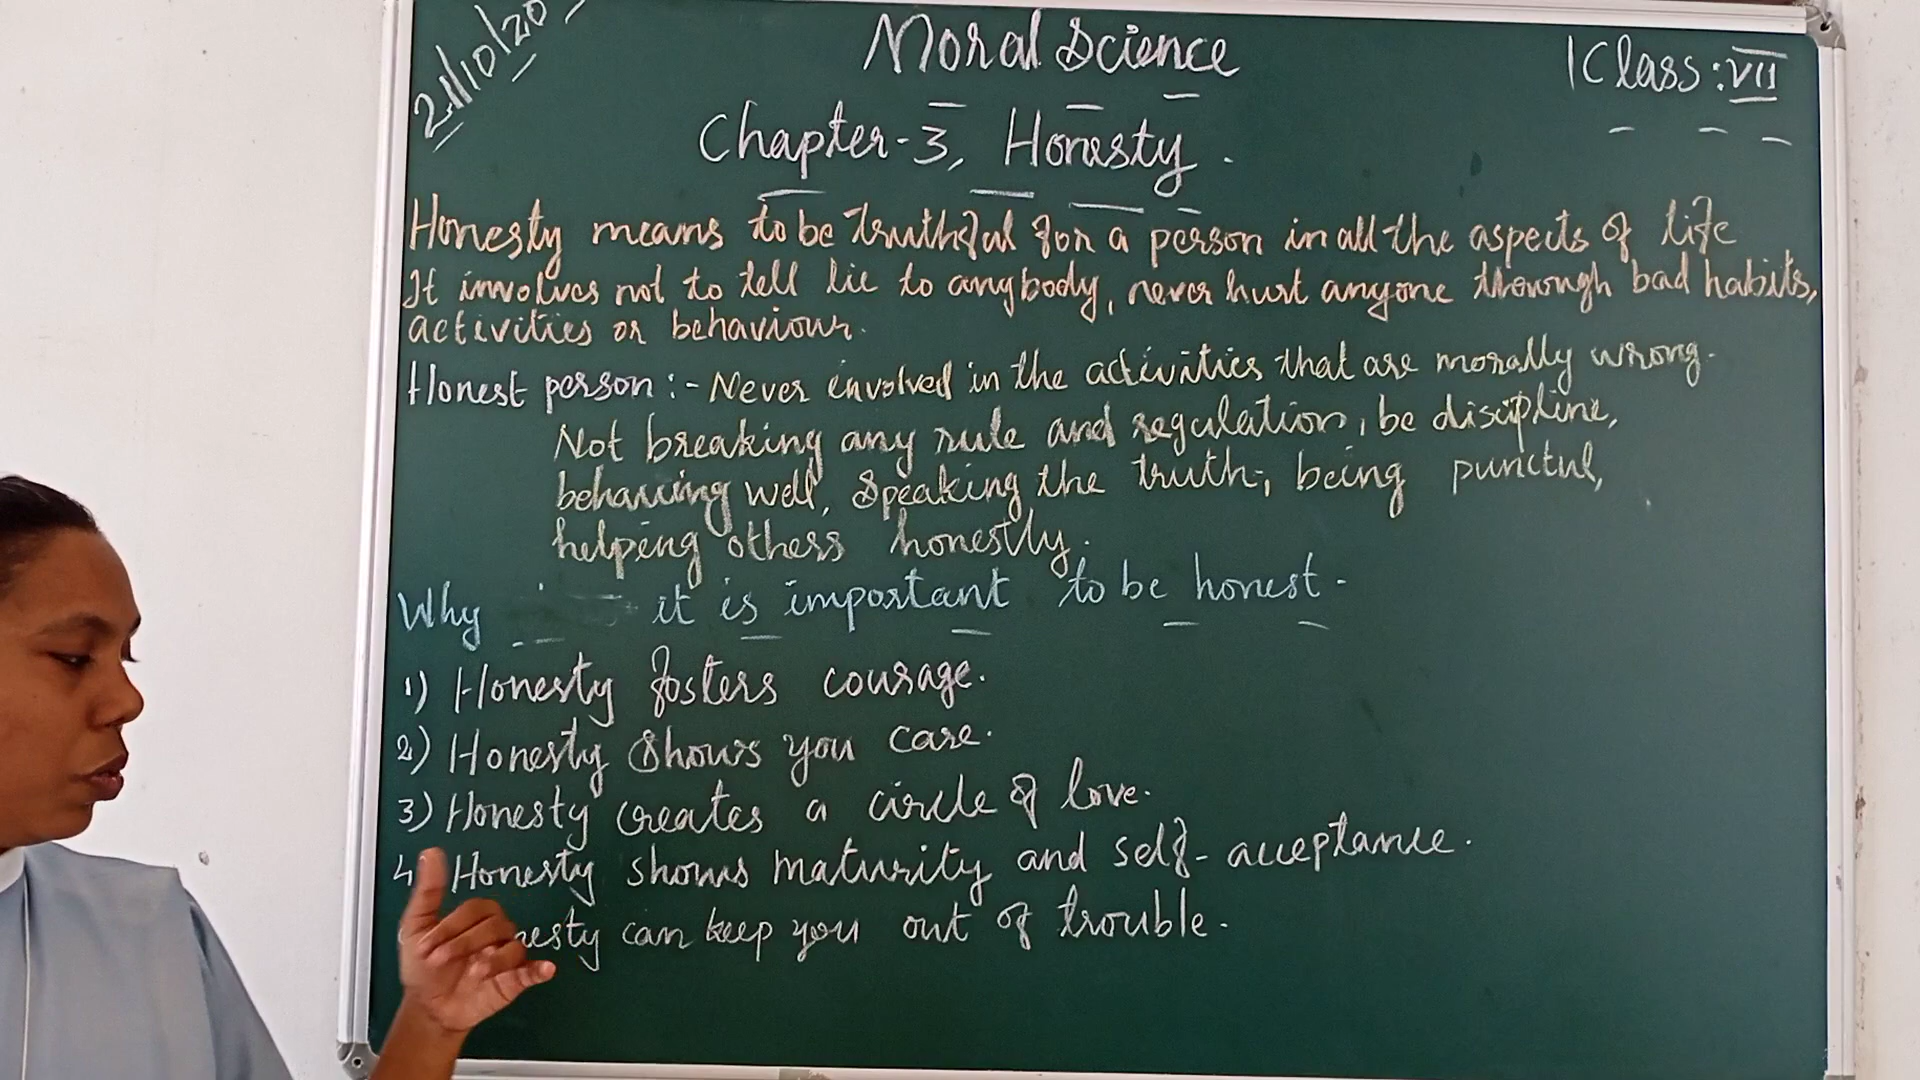 21/10/20,
Moral Science
Class: VII
Chapter-3, Honesty.
Honesty means to be truthful for a person in all the aspects of life
It involves not to tell lie to anybody, never hurt anyone through bad habits,
activities or behaviour.
Honest person :- Never involved in the activities that are morally wrong.
Not breaking any rule and regulation, be discipline,
behaving well, speaking the truth, being punctul,
helping others honestly.
Why it is important to be honest-
1) Honesty fosters courage.
2) Honesty shows you care.
3) Honesty creates a circle of love.
4 Honesty shows maturity and self-acceptance.
nesty can keep you out of trouble.